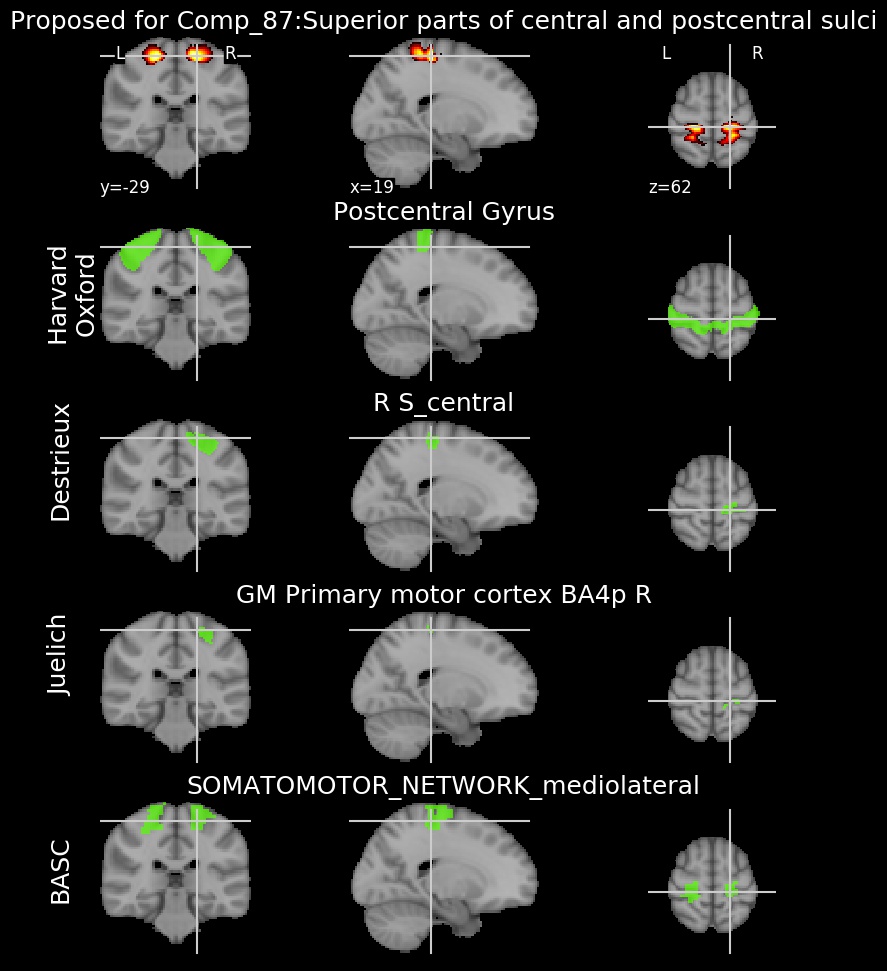 Proposed for Comp_87:Superior parts of central and postcentral sulci
L R
L R
y=-29
x=19
z=62
Postcentral Gyrus
Harvard
Oxford
R S_central
Destrieux
GM Primary motor cortex BA4p R
Juelich
SOMATOMOTOR_NETWORK_mediolateral
BASC